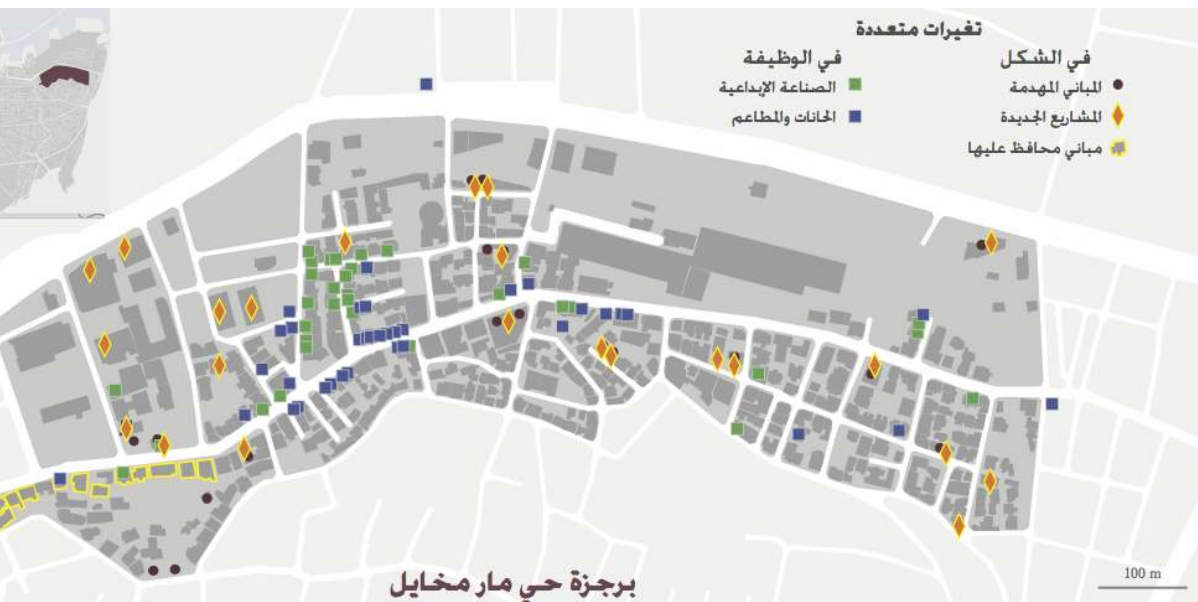 تغيرات متعددة
في الشكل
المباني المهدمة
المشاريع الجديدة
مباني محافظ عليها
في الوظيفة
الصناعة الإبداعية
الحانات والمطاعم
برجزة حي مار مخايل
100 m